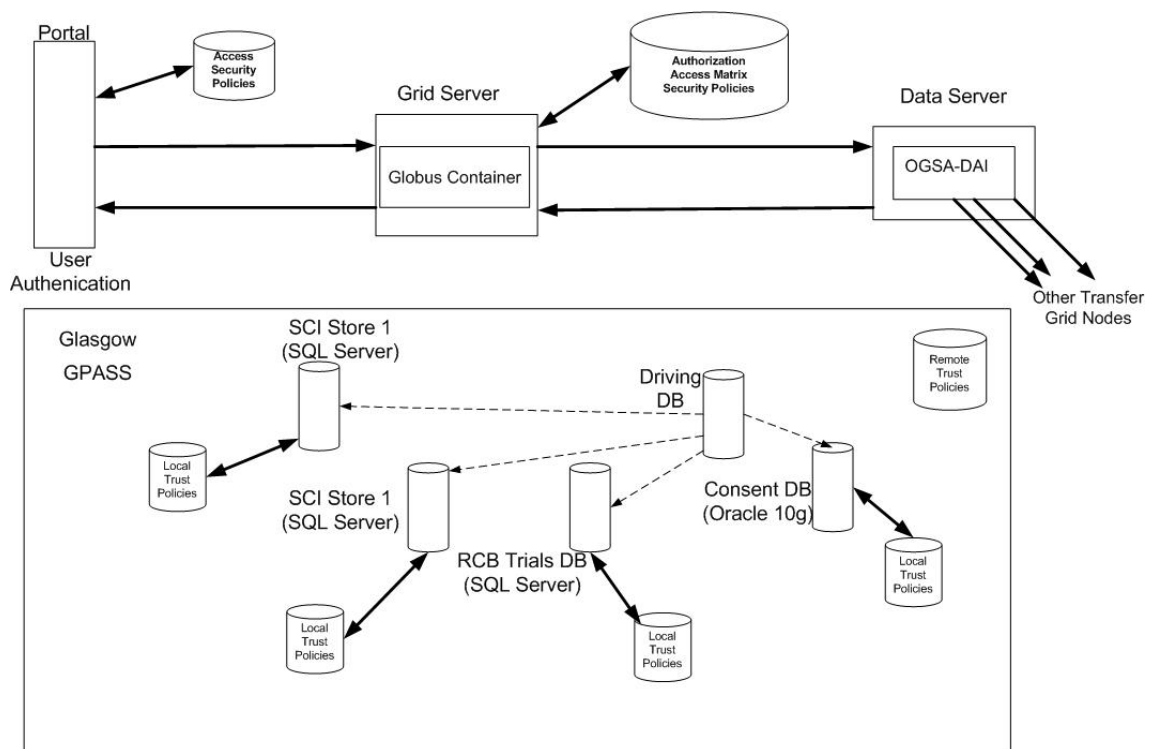 Portal
Access
Security
Policies
Authorization
Access Matrix
Security Policies
Grid Server
Data Server
Globus Container
OGSA-DAI
User
Authenication
Other Transfer
Grid Nodes
Glasgow
GPASS
SCI Store 1
(SQL Server)
Driving
DB
Remote
Trust
Policies
Local
Trust
Policies
SCI Store 1
(SQL Server)
Consent DB
(Oracle 10g)
RCB Trials DB
(SQL Server)
Local
Trust
Policies
Local
Trust
Policies
Local
Trust
Policies